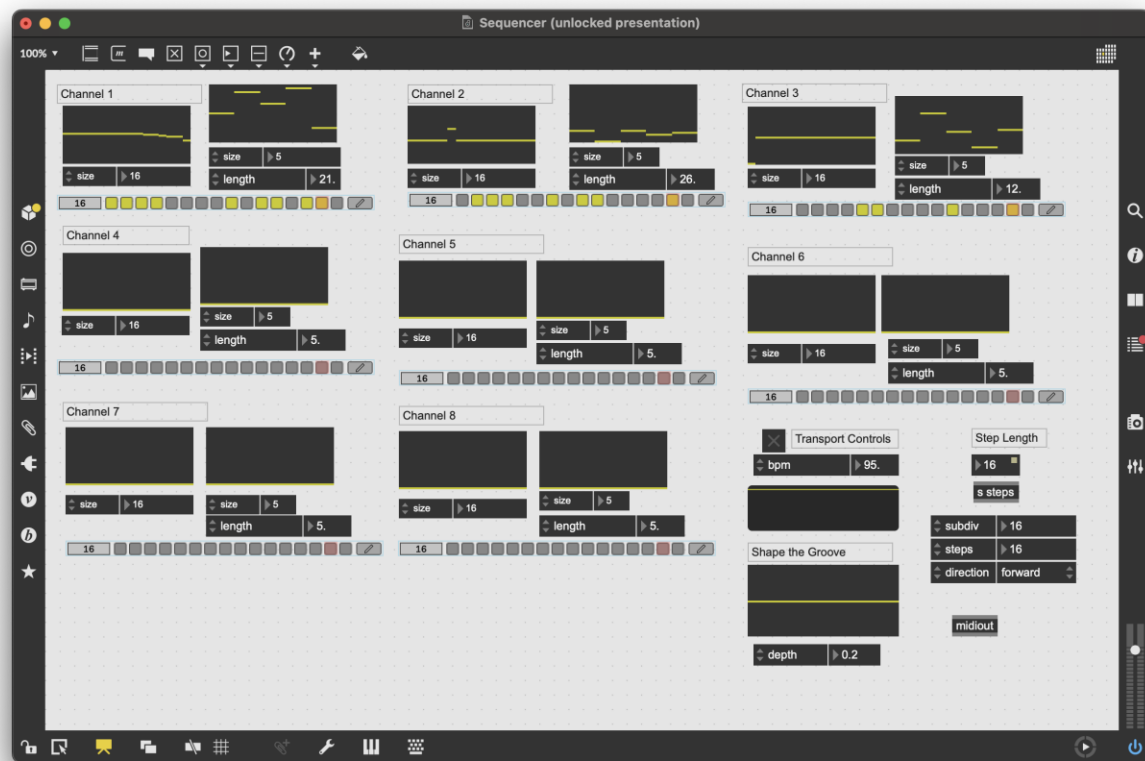 Sequencer (unlocked presentation)
100%
Channel 1
size 5
size 16
length 21.
16
Channel 2
size 5
size 16
length 26.
16
Channel 3
size 5
size 16
length 12.
16
Channel 4
size 5
size 16
length 5.
16
Channel 5
size 5
size 16
length 5.
16
Channel 6
size 5
size 16
length 5.
16
Channel 7
size 16
size 5
length 5.
16
Channel 8
size 5
size 16
length 5.
16
Transport Controls
bpm 95.
Step Length
16
s steps
subdiv 16
steps 16
direction forward
Shape the Groove
depth 0.2
midiout